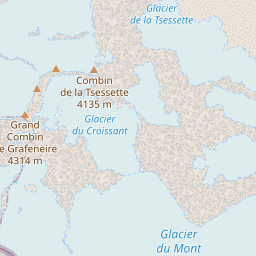 Glacier
de la Tsessette
Combin
de la Tsessette
4135 m
Glacier
du Croissant
Grand
Combin
e Grafeneire
4314 m
Glacier
du Mont